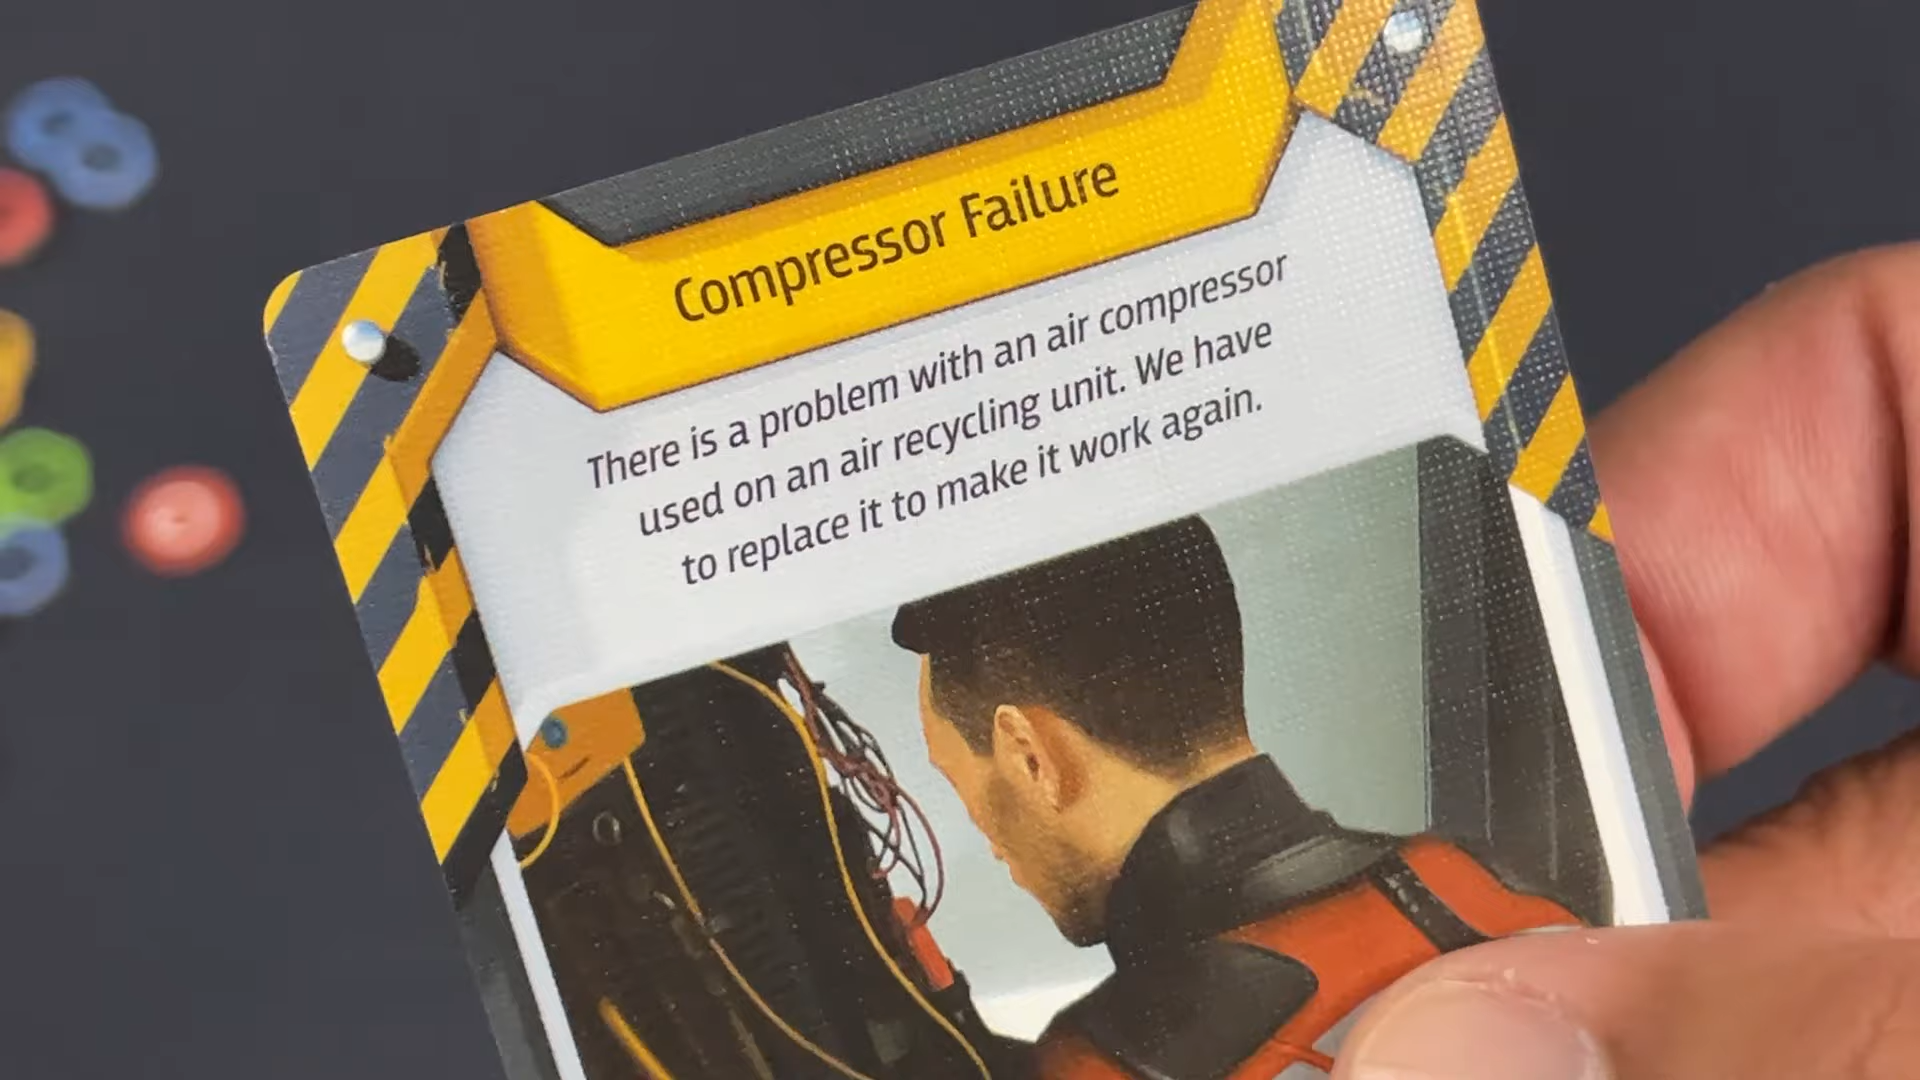 Compressor Failure
There is a problem with an air compressor
used on an air recycling unit. We have
to replace it to make it work again.